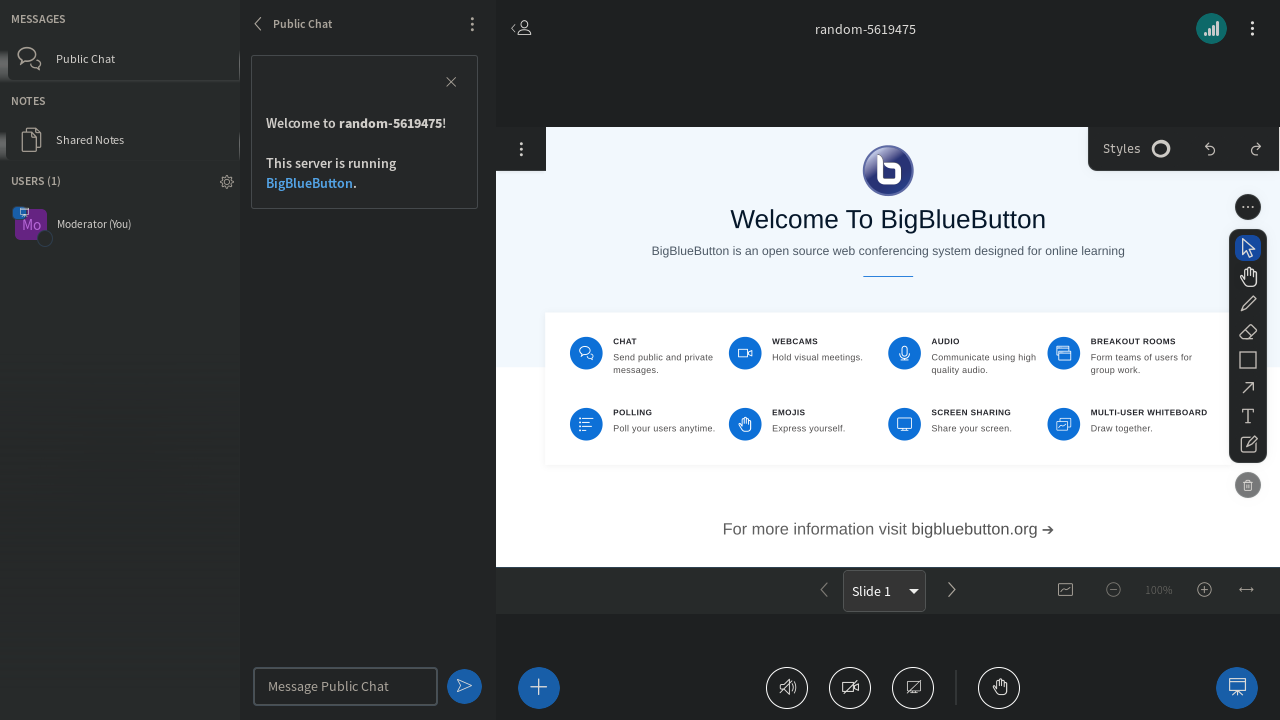 MESSAGES
Public Chat
NOTES
Shared Notes
USERS (1)
Mo
Moderator (You)
Public Chat
Welcome to random-5619475!
This server is running
BigBlueButton.
Message Public Chat
random-5619475
Styles
Welcome To BigBlueButton
BigBlueButton is an open source web conferencing system designed for online learning
CHAT
Send public and private
messages.
WEBCAMS
Hold visual meetings.
AUDIO
Communicate using high
quality audio.
BREAKOUT ROOMS
Form teams of users for
group work.
POLLING
Poll your users anytime.
EMOJIS
Express yourself.
SCREEN SHARING
Share your screen.
MULTI-USER WHITEBOARD
Draw together.
For more information visit bigbluebutton.org ➔
Slide 1
100%